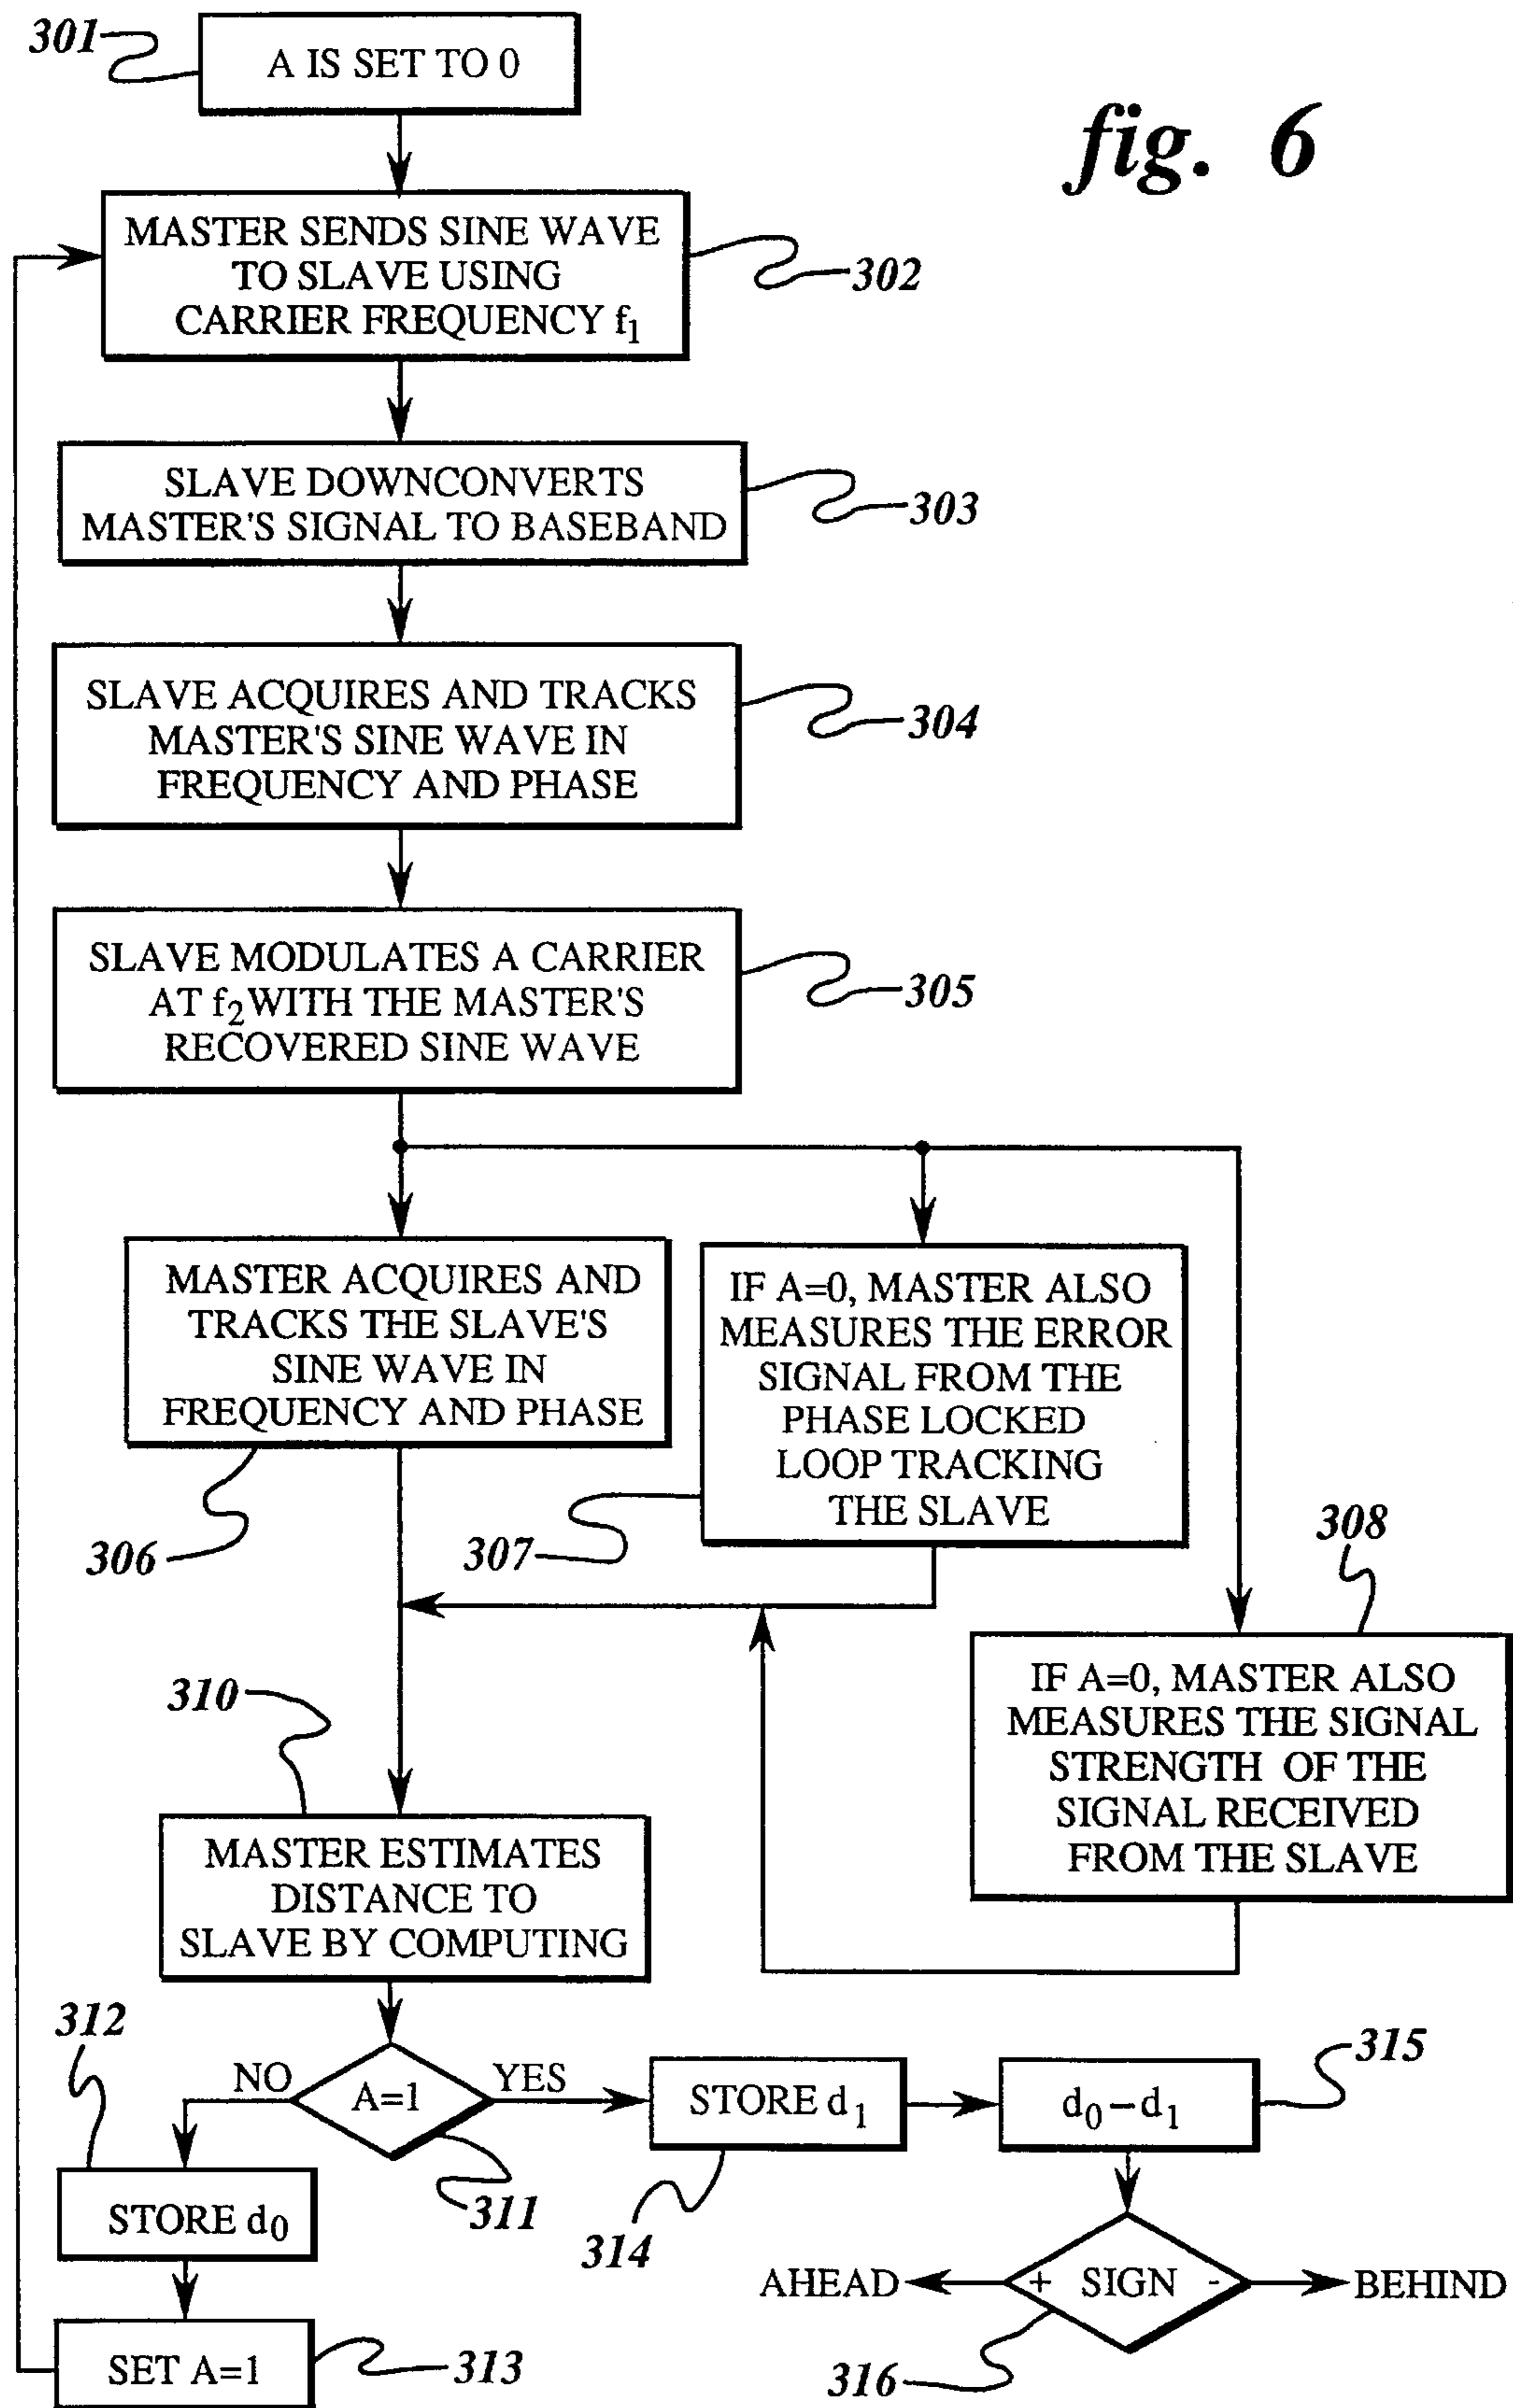 fig. 6
301
A IS SET TO 0
MASTER SENDS SINE WAVE
TO SLAVE USING
CARRIER FREQUENCY f1
302
SLAVE DOWNCONVERTS
MASTER'S SIGNAL TO BASEBAND
303
SLAVE ACQUIRES AND TRACKS
MASTER'S SINE WAVE IN
FREQUENCY AND PHASE
304
SLAVE MODULATES A CARRIER
AT f2 WITH THE MASTER'S
RECOVERED SINE WAVE
305
MASTER ACQUIRES AND
TRACKS THE SLAVE'S
SINE WAVE IN
FREQUENCY AND PHASE
306
IF A=0, MASTER ALSO
MEASURES THE ERROR
SIGNAL FROM THE
PHASE LOCKED
LOOP TRACKING
THE SLAVE
307
308
IF A=0, MASTER ALSO
MEASURES THE SIGNAL
STRENGTH OF THE
SIGNAL RECEIVED
FROM THE SLAVE
310
MASTER ESTIMATES
DISTANCE TO
SLAVE BY COMPUTING
NO
A=1
YES
311
312
STORE d0
SET A=1
313
STORE d1
314
d0–d1
315
AHEAD
+ SIGN -
BEHIND
316